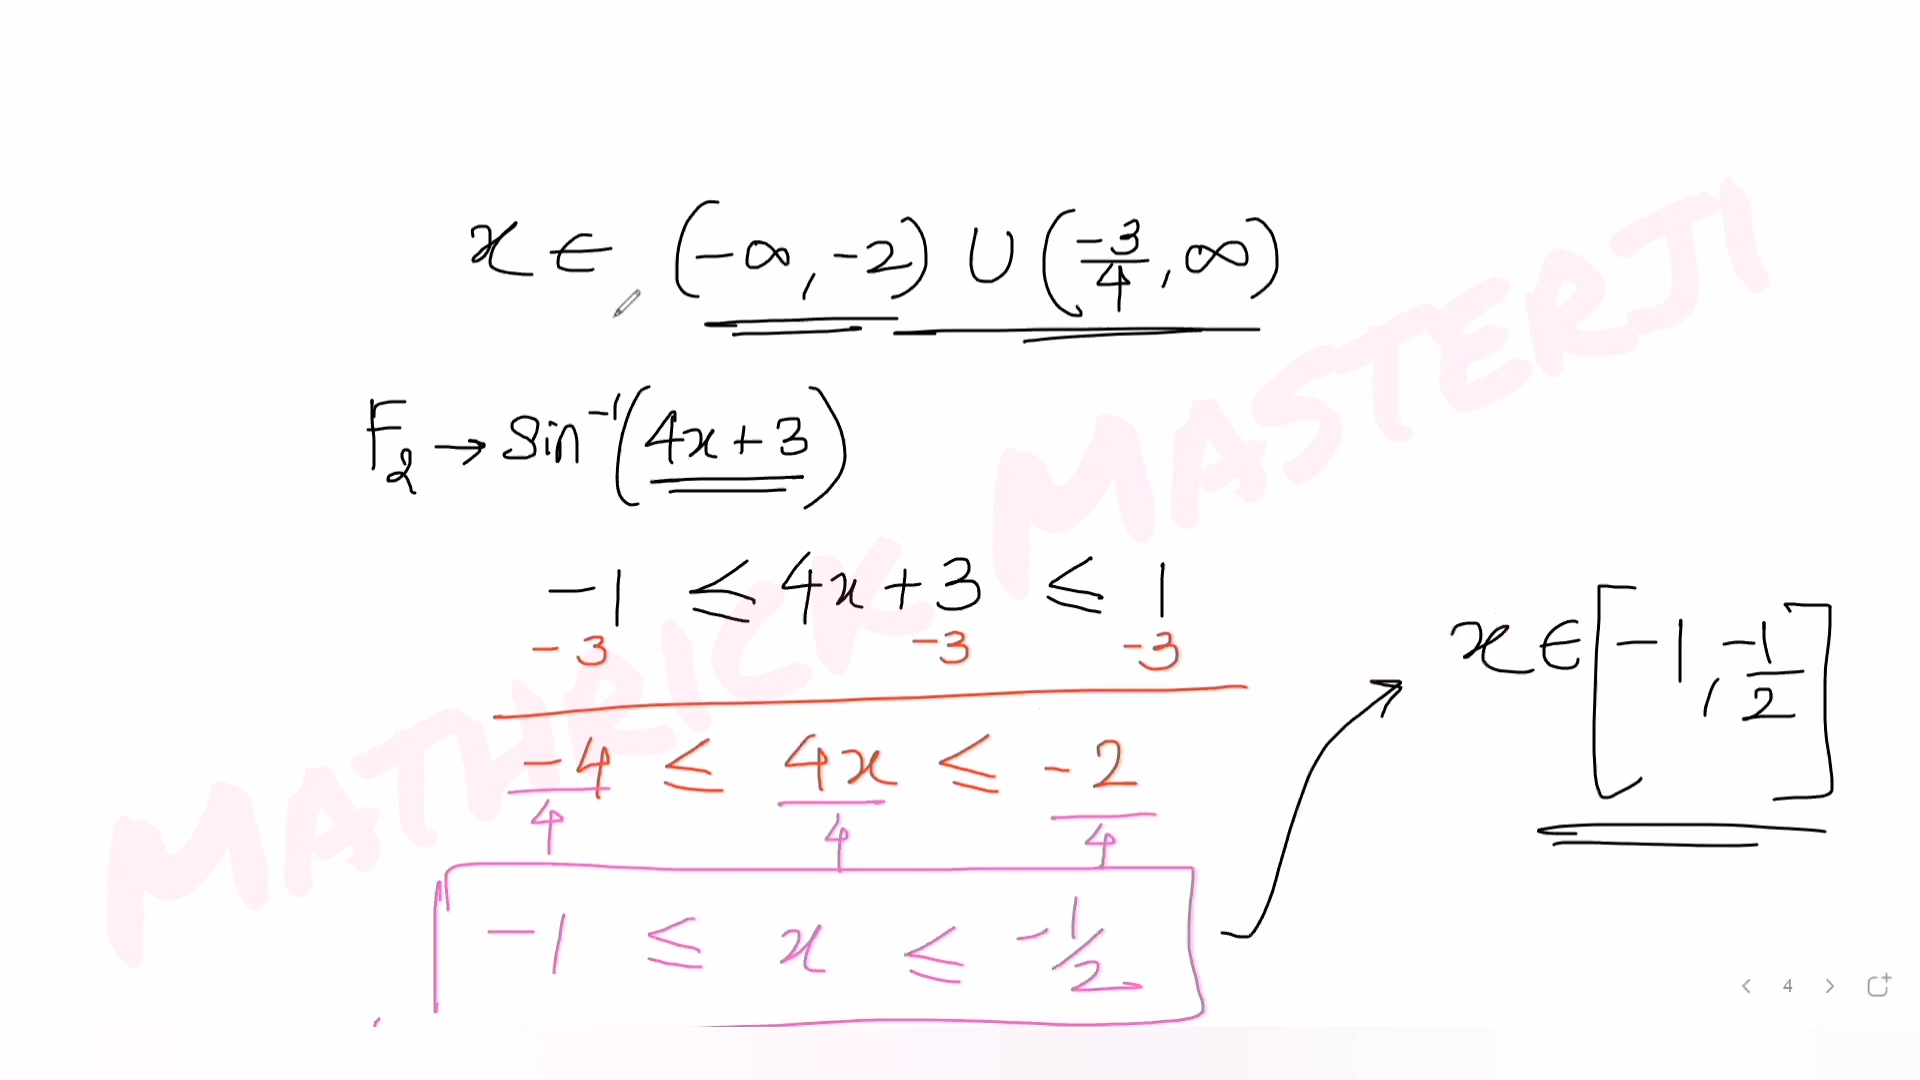 x ∈ (-∞, -2) ∪ (-3/4, ∞)
F₂ → Sin⁻¹(4x+3)
-1 ≤ 4x+3 ≤ 1
-3 -3 -3
-4/4 ≤ 4x/4 ≤ -2/4
-1 ≤ x ≤ -1/2
x ∈ [-1, -1/2]
MATHRICK MASTERJI
< 4 >